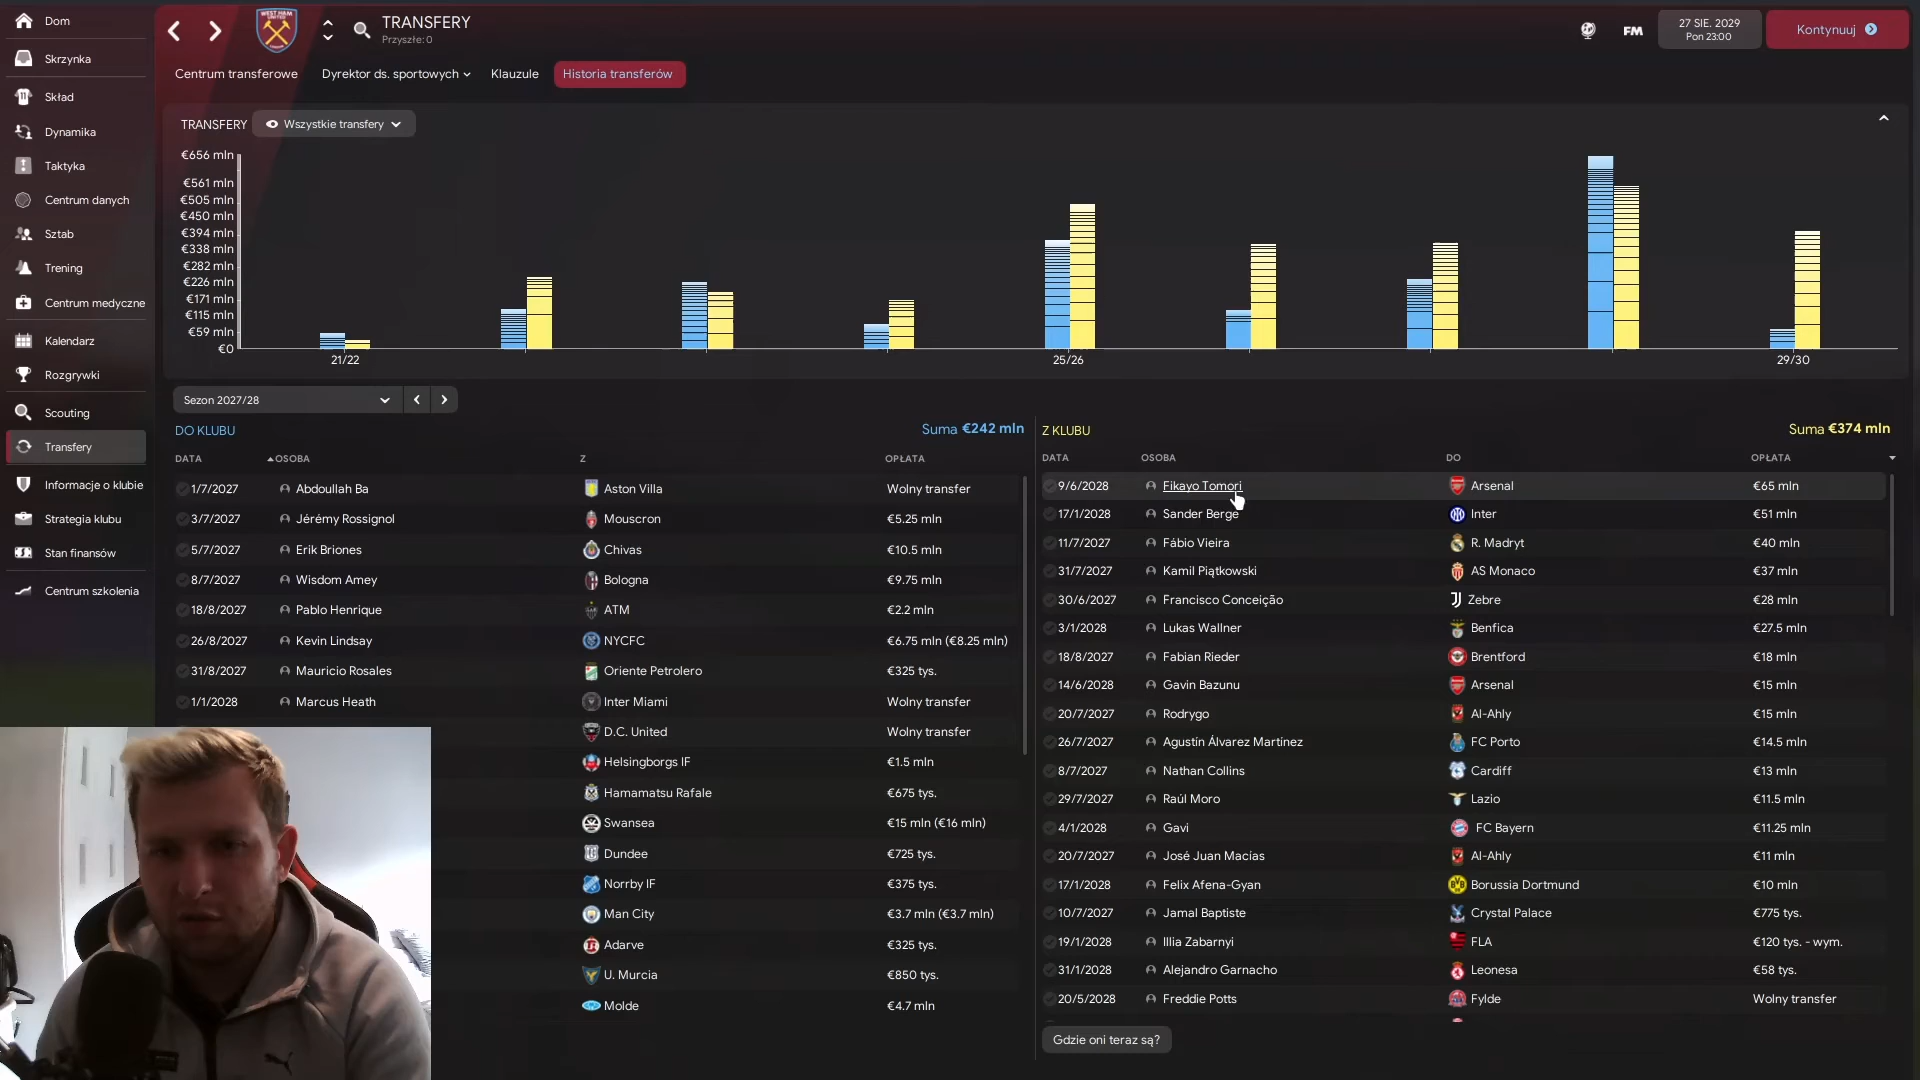 Dom
Skrzynka
Skład
Dynamika
Taktyka
Centrum danych
Sztab
Trening
Centrum medyczne
Kalendarz
Rozgrywki
Scouting
Transfery
Informacje o klubie
Strategia klubu
Stan finansów
Centrum szkolenia
WEST HAM UNITED
TRANSFERY
Przyszłe: 0
FM
27 SIE. 2029
Pon 23:00
Kontynuuj
Centrum transferowe
Dyrektor ds. sportowych
Klauzule
Historia transferów
TRANSFERY
Wszystkie transfery
€656 mln
€561 mln
€505 mln
€450 mln
€394 mln
€338 mln
€282 mln
€226 mln
€171 mln
€115 mln
€59 mln
€0
21/22
25/26
29/30
Sezon 2027/28
DO KLUBU
Suma €242 mln
DATA OSOBA Z OPŁATA
1/7/2027 Abdoullah Ba Aston Villa Wolny transfer
3/7/2027 Jérémy Rossignol Mouscron €5.25 mln
5/7/2027 Erik Briones Chivas €10.5 mln
8/7/2027 Wisdom Amey Bologna €9.75 mln
18/8/2027 Pablo Henrique ATM €2.2 mln
26/8/2027 Kevin Lindsay NYCFC €6.75 mln (€8.25 mln)
31/8/2027 Mauricio Rosales Oriente Petrolero €325 tys.
1/1/2028 Marcus Heath Inter Miami Wolny transfer
D.C. United Wolny transfer
Helsingborgs IF €1.5 mln
Hamamatsu Rafale €675 tys.
Swansea €15 mln (€16 mln)
Dundee €725 tys.
Norrby IF €375 tys.
Man City €3.7 mln (€3.7 mln)
Adarve €325 tys.
U. Murcia €850 tys.
Molde €4.7 mln
Z KLUBU
Suma €374 mln
DATA OSOBA DO OPŁATA
9/6/2028 Fikayo Tomori Arsenal €65 mln
17/1/2028 Sander Berge Inter €51 mln
11/7/2027 Fábio Vieira R. Madryt €40 mln
31/7/2027 Kamil Piątkowski AS Monaco €37 mln
30/6/2027 Francisco Conceição Zebre €28 mln
3/1/2028 Lukas Wallner Benfica €27.5 mln
18/8/2027 Fabian Rieder Brentford €18 mln
14/6/2028 Gavin Bazunu Arsenal €15 mln
20/7/2027 Rodrygo Al-Ahly €15 mln
26/7/2027 Agustín Álvarez Martínez FC Porto €14.5 mln
8/7/2027 Nathan Collins Cardiff €13 mln
29/7/2027 Raúl Moro Lazio €11.5 mln
4/1/2028 Gavi FC Bayern €11.25 mln
20/7/2027 José Juan Macías Al-Ahly €11 mln
17/1/2028 Felix Afena-Gyan Borussia Dortmund €10 mln
10/7/2027 Jamal Baptiste Crystal Palace €775 tys.
19/1/2028 Illia Zabarnyi FLA €120 tys. - wym.
31/1/2028 Alejandro Garnacho Leonesa €58 tys.
20/5/2028 Freddie Potts Fylde Wolny transfer
Gdzie oni teraz są?